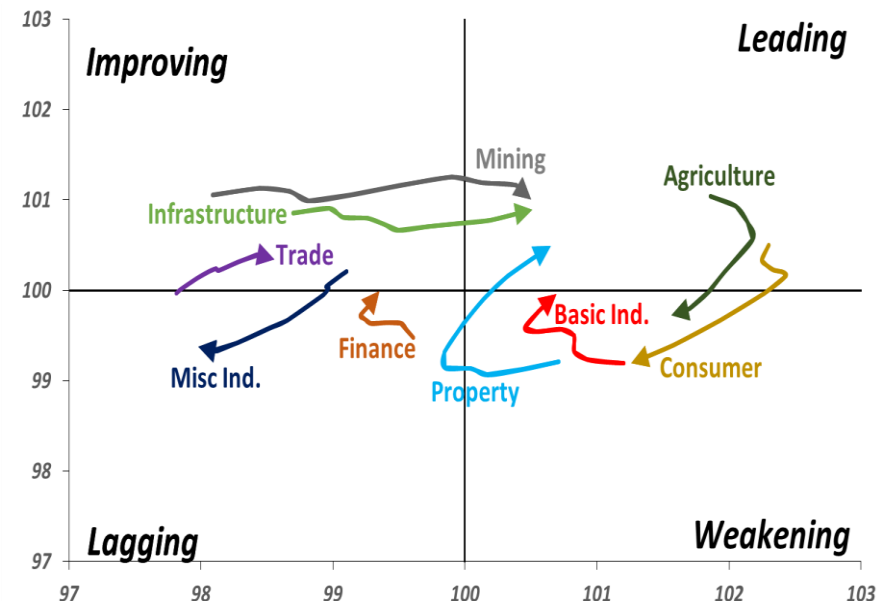 103
Improving
Leading
102
Mining
Agriculture
101
Infrastructure
Trade
100
Basic Ind.
Finance
Consumer
Misc Ind.
99
Property
98
Lagging
Weakening
97
97 98 99 100 101 102 103